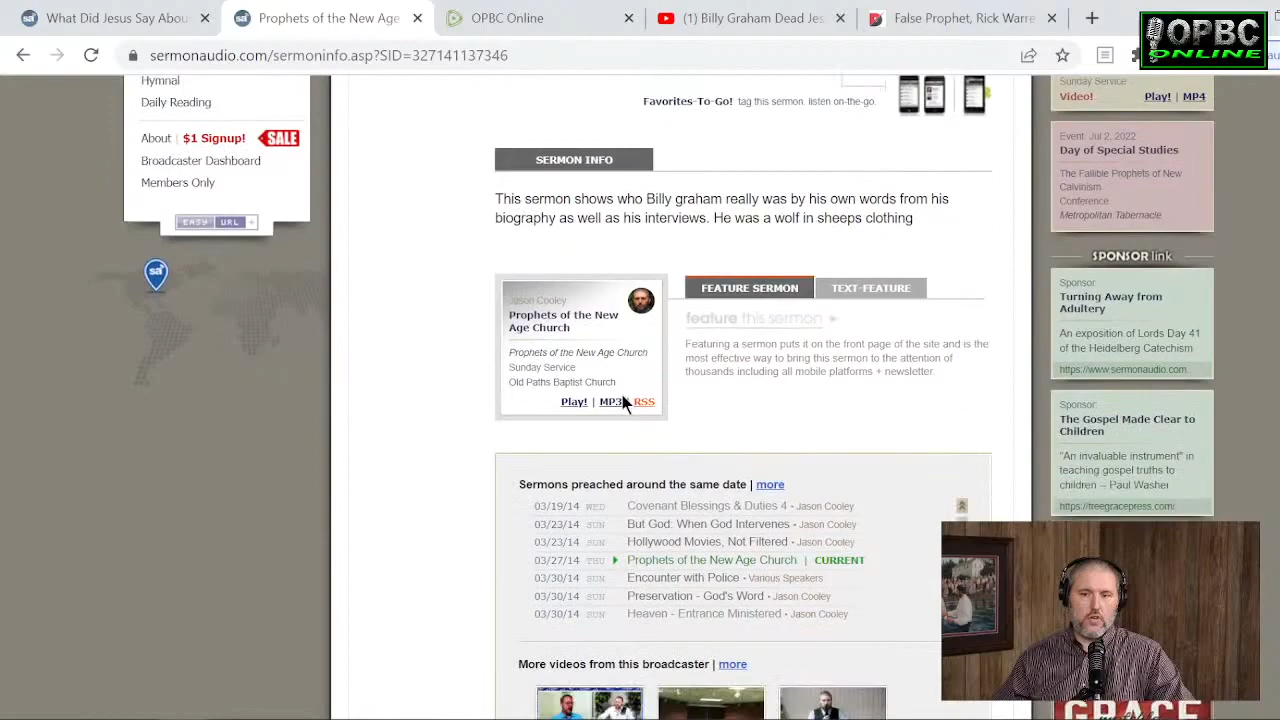 What Did Jesus Say Abou
Prophets of the New Age
OPBC Online
(1) Billy Graham Dead Jes
False Prophet, Rick Warre
OPBC
ONLINE
sermonaudio.com/sermoninfo.asp?SID=3271411373
Hymnal
Daily Reading
About | $1 Signup! SALE
Broadcaster Dashboard
Members Only
EASY URL +
sa
Favorites-To-Go! tag this sermon. listen on-the-go.
SERMON INFO
This sermon shows who Billy graham really was by his own words from his
biography as well as his interviews. He was a wolf in sheeps clothing
Jason Cooley
Prophets of the New
Age Church
Prophets of the New Age Church
Sunday Service
Old Paths Baptist Church
Play! | MP3 RSS
FEATURE SERMON
TEXT-FEATURE
feature this sermon
Featuring a sermon puts it on the front page of the site and is the
most effective way to bring this sermon to the attention of
thousands including all mobile platforms + newsletter.
Sermons preached around the same date | more
03/19/14 WED Covenant Blessings & Duties 4 • Jason Cooley
03/23/14 SUN But God: When God Intervenes • Jason Cooley
03/23/14 SUN Hollywood Movies, Not Filtered • Jason Cooley
03/27/14 THU Prophets of the New Age Church | CURRENT
03/30/14 SUN Encounter with Police • Various Speakers
03/30/14 SUN Preservation - God's Word • Jason Cooley
03/30/14 SUN Heaven - Entrance Ministered • Jason Cooley
More videos from this broadcaster | more
Sunday Service
Video! Play! | MP4
Event: Jul 2, 2022
Day of Special Studies
The Fallible Prophets of New
Calvinism
Conference
Metropolitan Tabernacle
SPONSOR link
Sponsor:
Turning Away from
Adultery
An exposition of Lords Day 41
of the Heidelberg Catechism
https://www.sermonaudio.com
Sponsor:
The Gospel Made Clear to
Children
"An invaluable instrument" in
teaching gospel truths to
children – Paul Washer
https://freegracepress.com/
GRACE